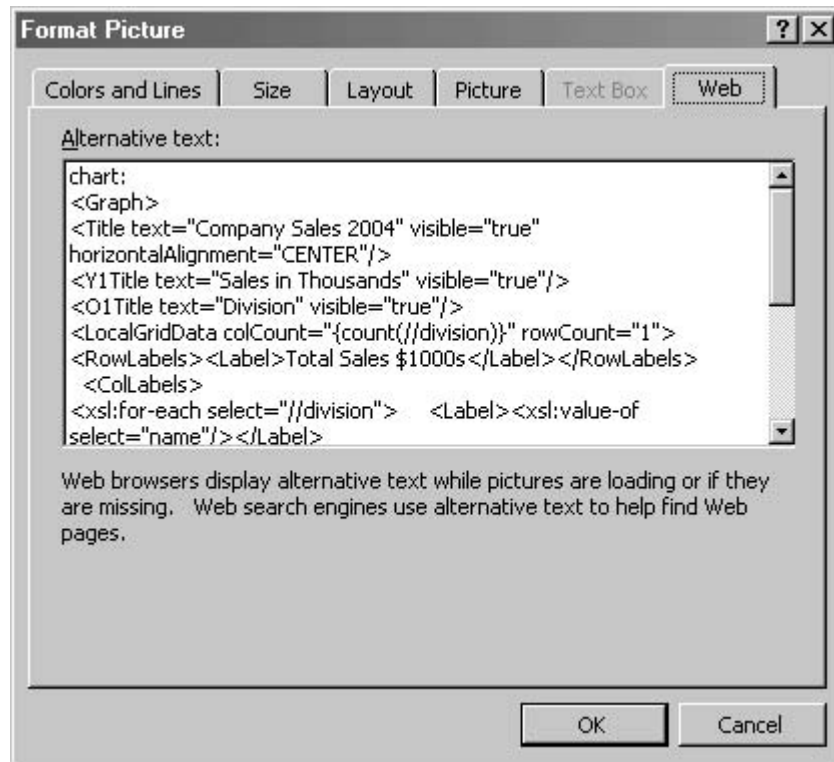 Format Picture
? X
Colors and Lines Size Layout Picture Text Box Web
Alternative text:
chart:
<Graph>
<Title text="Company Sales 2004" visible="true"
horizontalAlignment="CENTER"/>
<Y1Title text="Sales in Thousands" visible="true"/>
<O1Title text="Division" visible="true"/>
<LocalGridData colCount="{count(//division)}" rowCount="1">
<RowLabels><Label>Total Sales $1000s</Label></RowLabels>
  <ColLabels>
<xsl:for-each select="//division">     <Label><xsl:value-of
select="name"/></Label>
Web browsers display alternative text while pictures are loading or if they
are missing.   Web search engines use alternative text to help find Web
pages.
OK Cancel